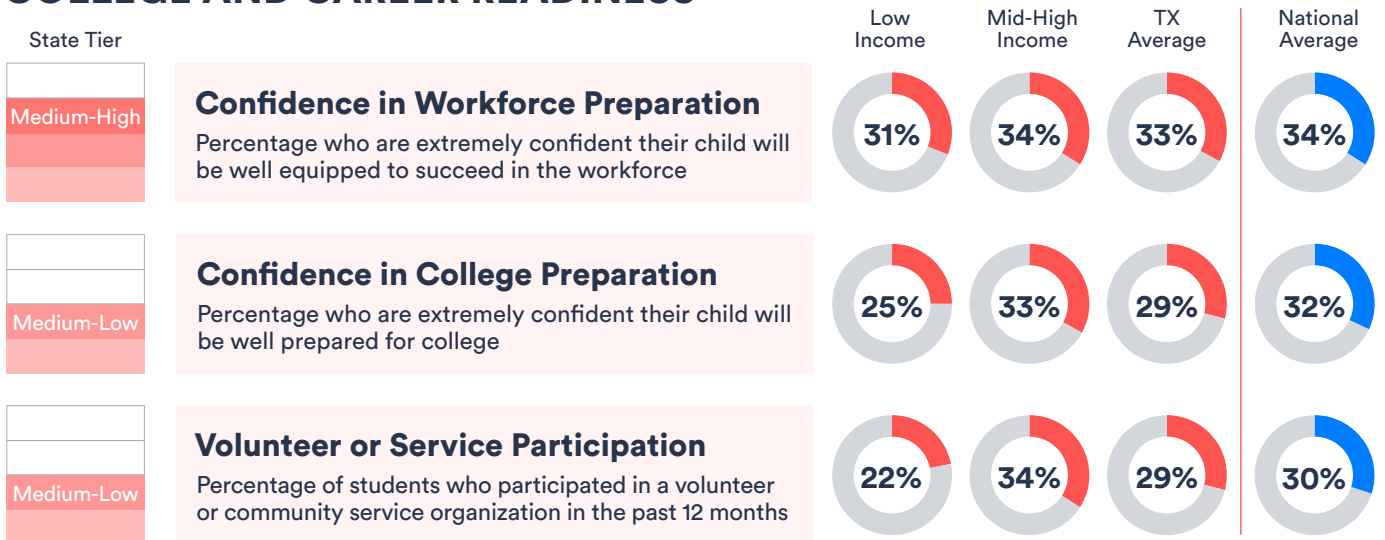 COLLEGE AND CAREER READINESS
State Tier
Low
Income
Mid-High
Income
TX
Average
National
Average
Medium-High
Confidence in Workforce Preparation
Percentage who are extremely confident their child will
be well equipped to succeed in the workforce
31%
34%
33%
34%
Medium-Low
Confidence in College Preparation
Percentage who are extremely confident their child will
be well prepared for college
25%
33%
29%
32%
Medium-Low
Volunteer or Service Participation
Percentage of students who participated in a volunteer
or community service organization in the past 12 months
22%
34%
29%
30%